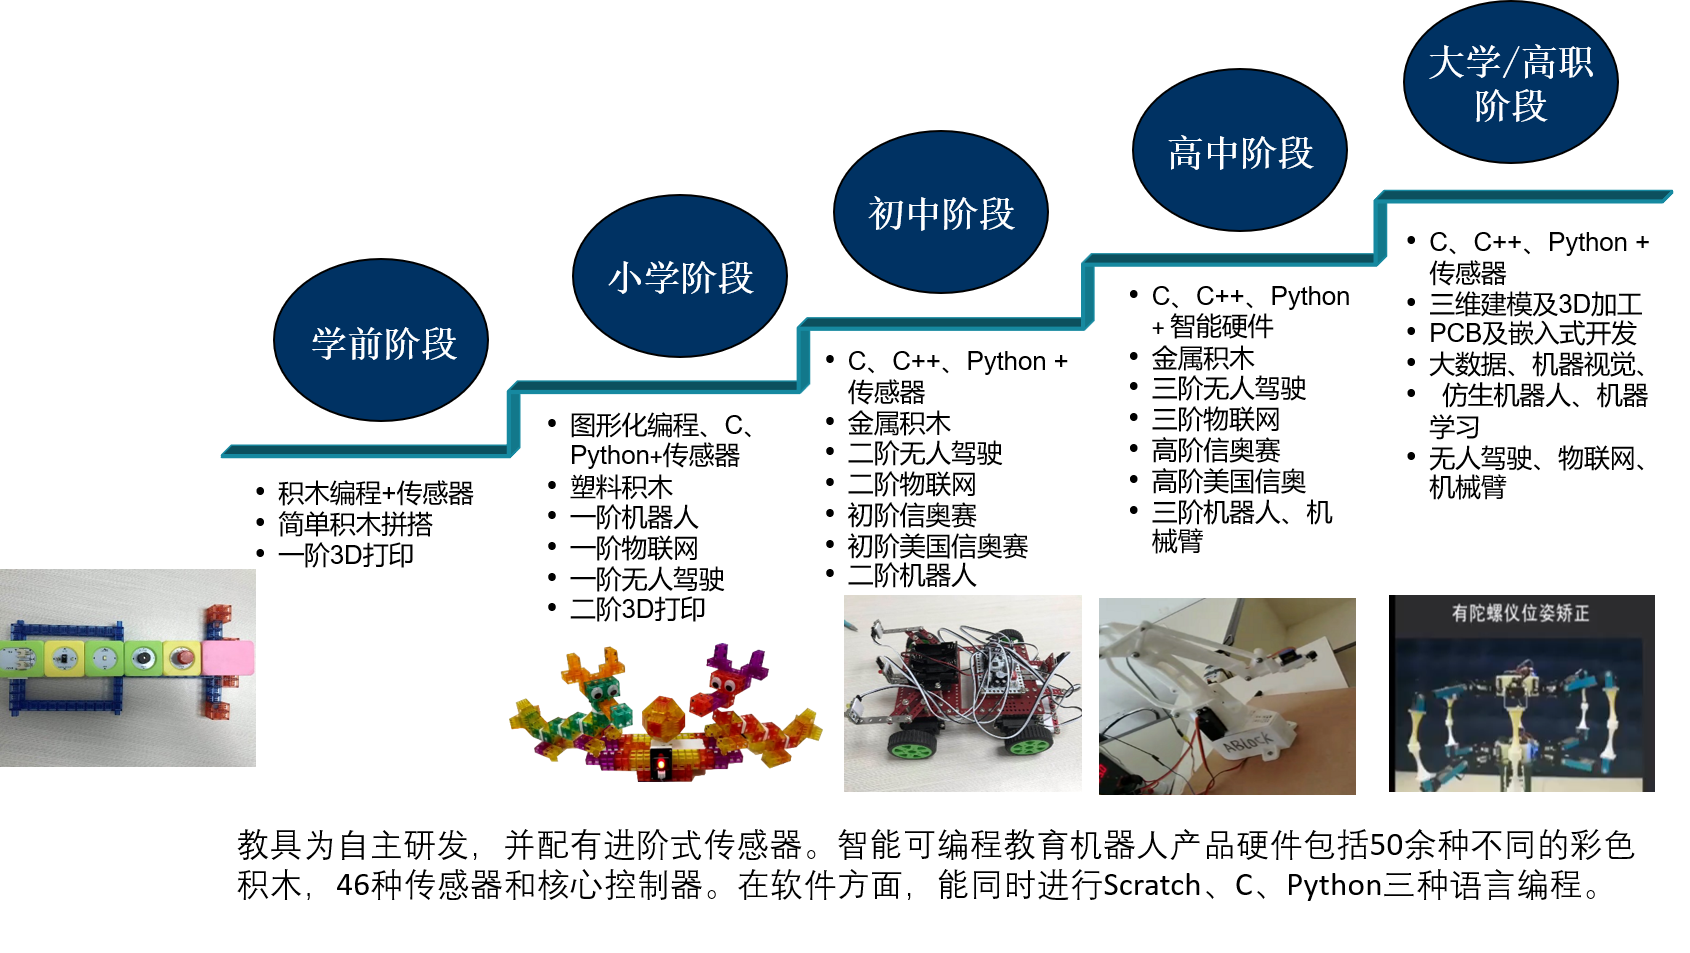 学前阶段
积木编程+传感器
简单积木拼搭
一阶3D打印
小学阶段
图形化编程、C、
Python+传感器
塑料积木
一阶机器人
一阶物联网
一阶无人驾驶
二阶3D打印
初中阶段
C、C++、Python +
传感器
金属积木
二阶无人驾驶
二阶物联网
初阶信奥赛
初阶美国信奥赛
二阶机器人
高中阶段
C、C++、Python
+ 智能硬件
金属积木
三阶无人驾驶
三阶物联网
高阶信奥赛
高阶美国信奥
三阶机器人、机
械臂
大学/高职
阶段
C、C++、Python +
传感器
三维建模及3D加工
PCB及嵌入式开发
大数据、机器视觉、
仿生机器人、机器
学习
无人驾驶、物联网、
机械臂
ABlock
有陀螺仪位姿矫正
教具为自主研发，并配有进阶式传感器。智能可编程教育机器人产品硬件包括50余种不同的彩色
积木，46种传感器和核心控制器。在软件方面，能同时进行Scratch、C、Python三种语言编程。